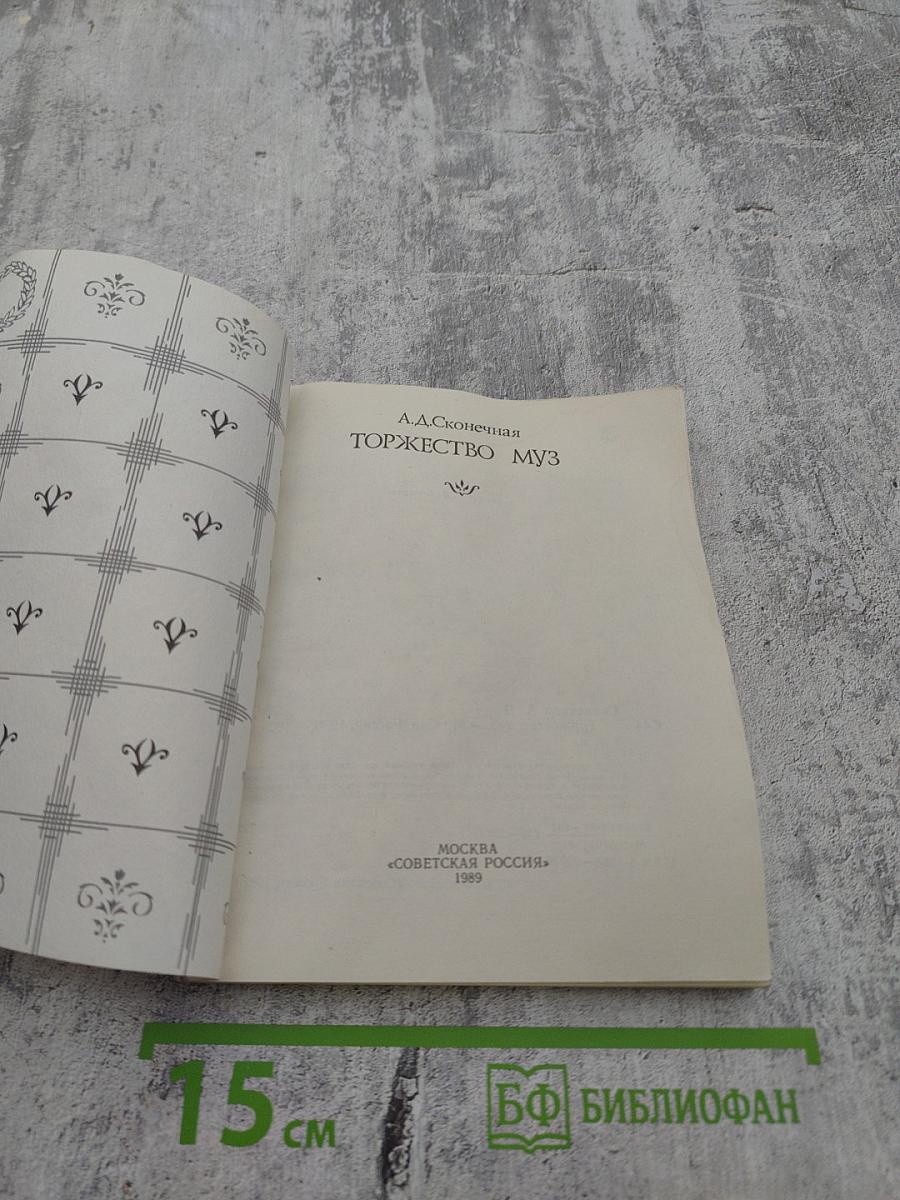 А.Д.Сконечная
ТОРЖЕСТВО МУЗ
МОСКВА
«СОВЕТСКАЯ РОССИЯ»
1989
15 см
БФ БИБЛИОФАН